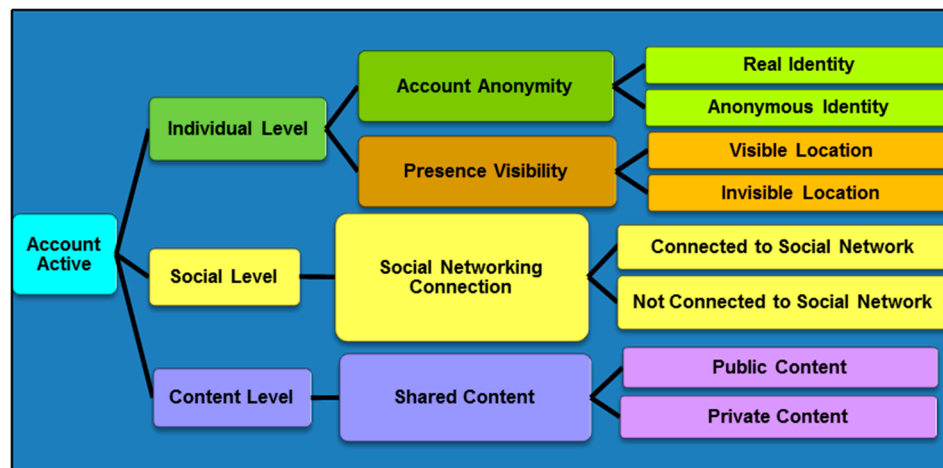 Account
Active
Individual Level
Account Anonymity
Real Identity
Anonymous Identity
Presence Visibility
Visible Location
Invisible Location
Social Level
Social Networking
Connection
Connected to Social Network
Not Connected to Social Network
Content Level
Shared Content
Public Content
Private Content